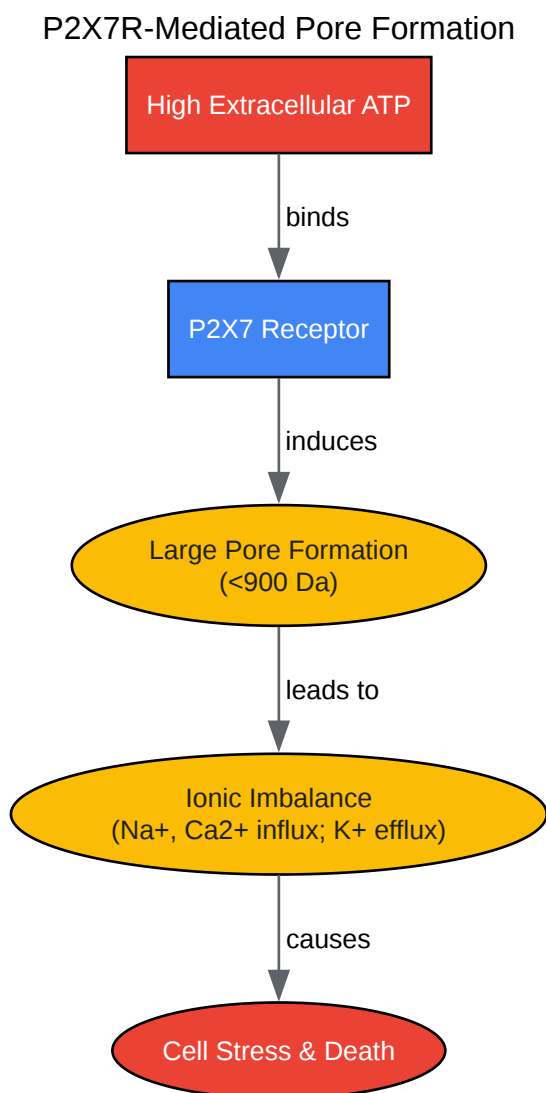 P2X7R-Mediated Pore Formation
High Extracellular ATP
binds
P2X7 Receptor
induces
Large Pore Formation
(<900 Da)
leads to
Ionic Imbalance
(Na+, Ca2+ influx; K+ efflux)
causes
Cell Stress & Death